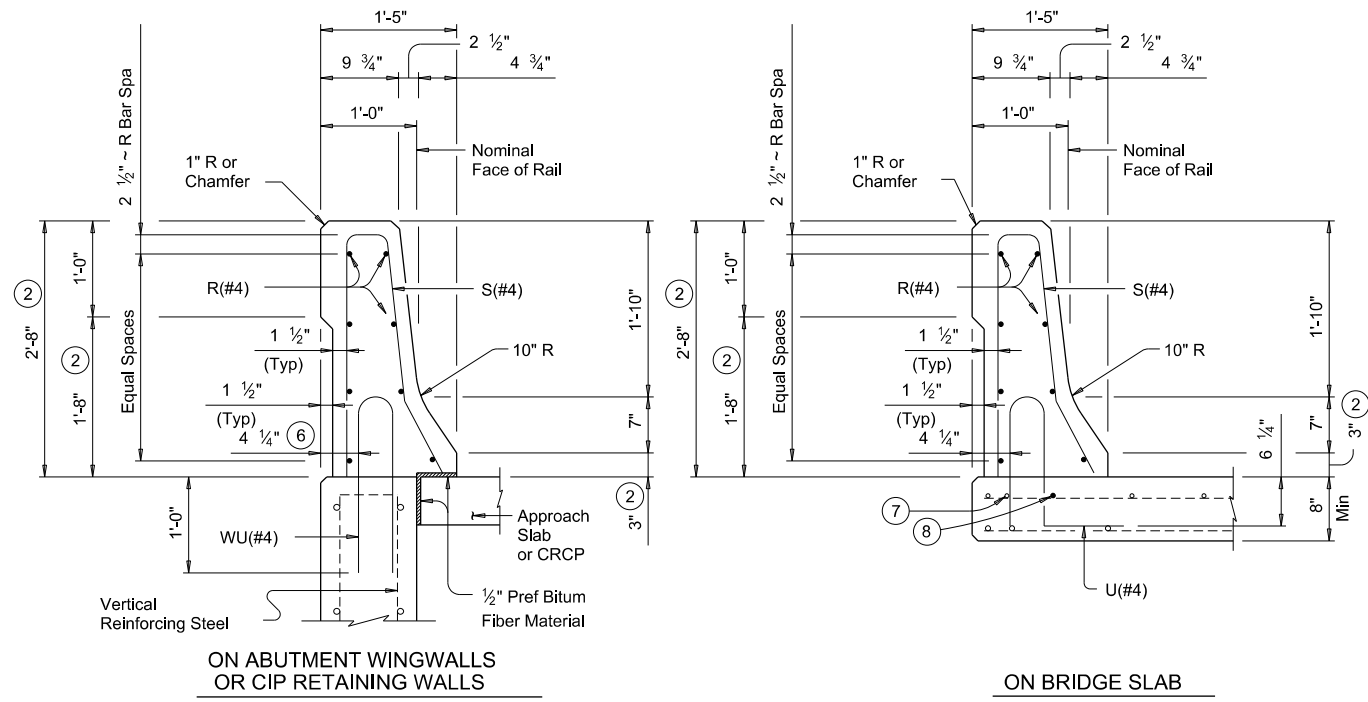 1'-5"
2 ½"
9 ¾"
4 ¾"
1'-0"
2 ½" ~ R Bar Spa
Nominal
Face of Rail
1" R or
Chamfer
1'-0"
2
2'-8"
2
1'-8"
Equal Spaces
R(#4)
S(#4)
1'-10"
1 ½"
(Typ)
10" R
1 ½"
(Typ)
4 ¼"
6
7"
2
3"
1'-0"
WU(#4)
Approach
Slab
or CRCP
Vertical
Reinforcing Steel
½" Pref Bitum
Fiber Material
ON ABUTMENT WINGWALLS
OR CIP RETAINING WALLS
1'-5"
2 ½"
9 ¾"
4 ¾"
1'-0"
2 ½" ~ R Bar Spa
Nominal
Face of Rail
1" R or
Chamfer
1'-0"
2
2'-8"
2
1'-8"
Equal Spaces
R(#4)
S(#4)
1'-10"
1 ½"
(Typ)
10" R
1 ½"
(Typ)
4 ¼"
7"
2
3"
6 ¼"
7
8
8"
Min
U(#4)
ON BRIDGE SLAB